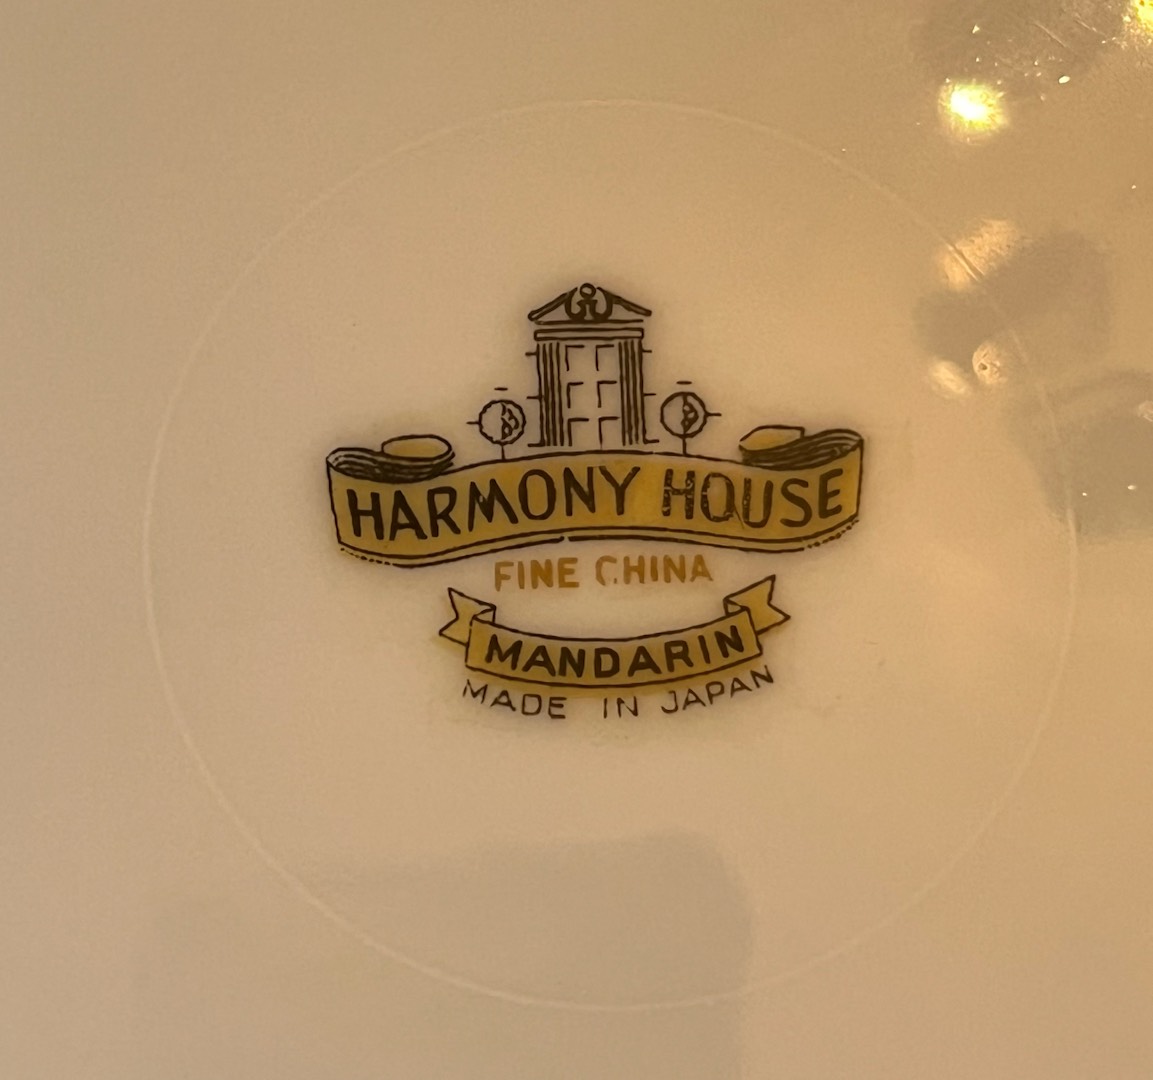 HARMONY HOUSE
FINE CHINA
MANDARIN
MADE IN JAPAN